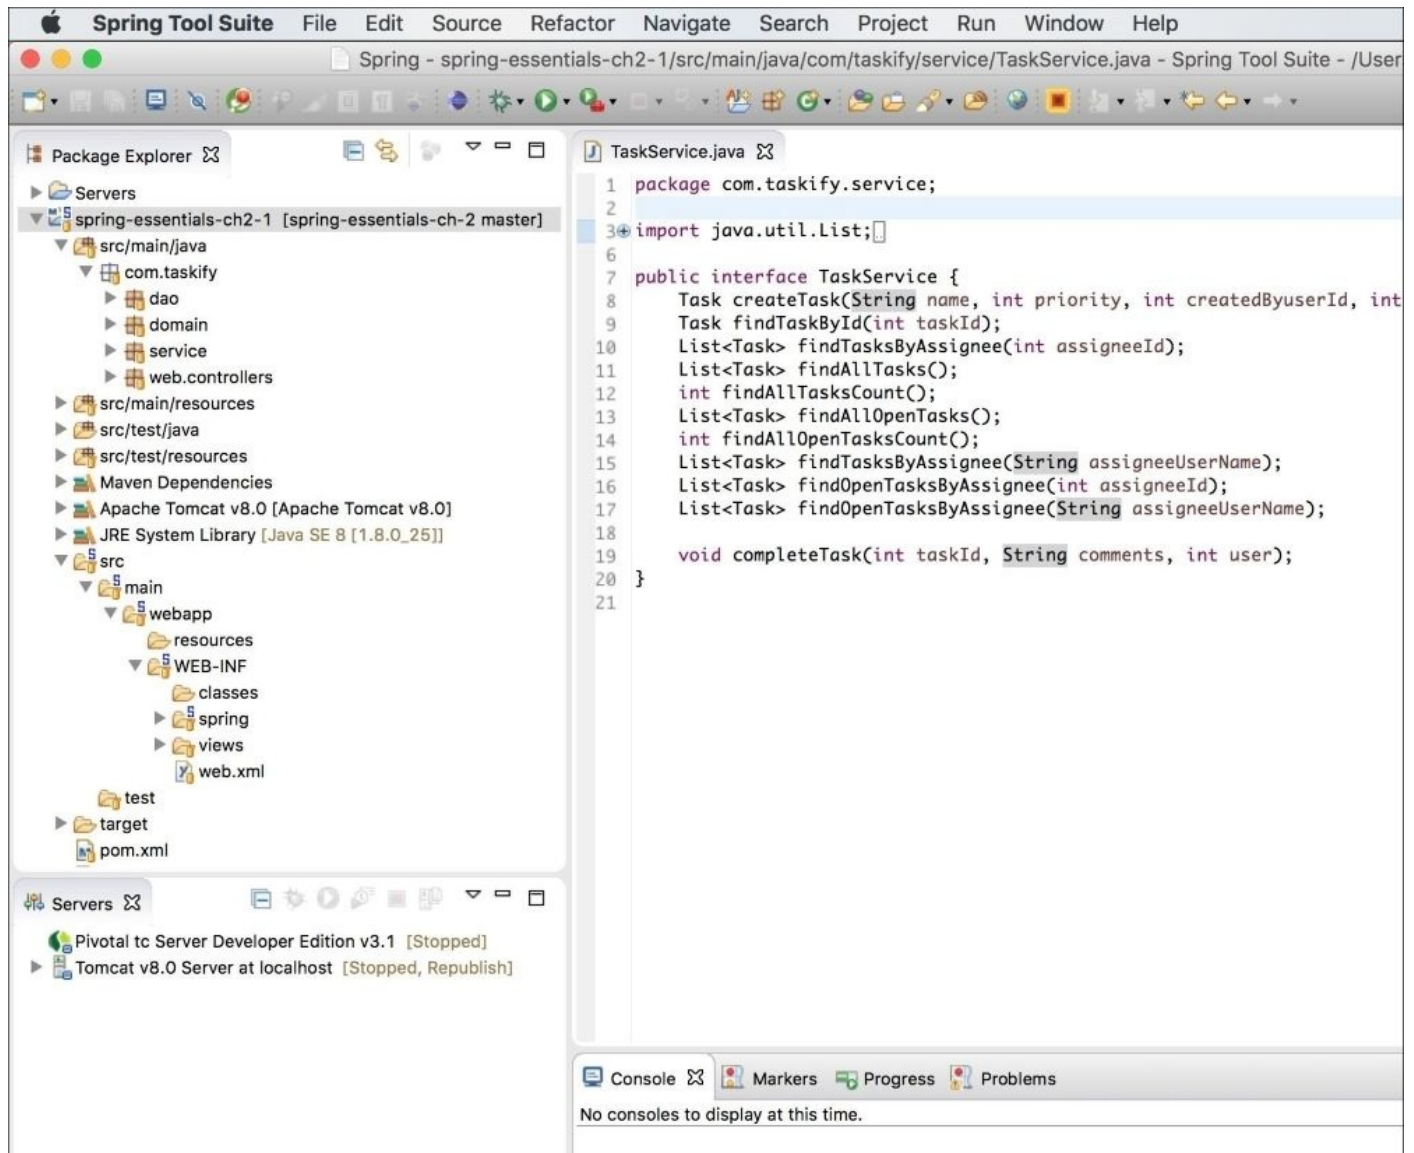 Spring Tool Suite File Edit Source Refactor Navigate Search Project Run Window Help
Spring - spring-essentials-ch2-1/src/main/java/com/taskify/service/TaskService.java - Spring Tool Suite - /User
Package Explorer
Servers
spring-essentials-ch2-1 [spring-essentials-ch-2 master]
src/main/java
com.taskify
dao
domain
service
web.controllers
src/main/resources
src/test/java
src/test/resources
Maven Dependencies
Apache Tomcat v8.0 [Apache Tomcat v8.0]
JRE System Library [Java SE 8 [1.8.0_25]]
src
main
webapp
resources
WEB-INF
classes
spring
views
web.xml
test
target
pom.xml
Servers
Pivotal tc Server Developer Edition v3.1 [Stopped]
Tomcat v8.0 Server at localhost [Stopped, Republish]
TaskService.java
1 package com.taskify.service;
2
3 import java.util.List;
6
7 public interface TaskService {
8 Task createTask(String name, int priority, int createdByuserId, int
9 Task findTaskById(int taskId);
10 List<Task> findTasksByAssignee(int assigneeId);
11 List<Task> findAllTasks();
12 int findAllTasksCount();
13 List<Task> findAllOpenTasks();
14 int findAllOpenTasksCount();
15 List<Task> findTasksByAssignee(String assigneeUserName);
16 List<Task> findOpenTasksByAssignee(int assigneeId);
17 List<Task> findOpenTasksByAssignee(String assigneeUserName);
18
19 void completeTask(int taskId, String comments, int user);
20 }
21
Console Markers Progress Problems
No consoles to display at this time.